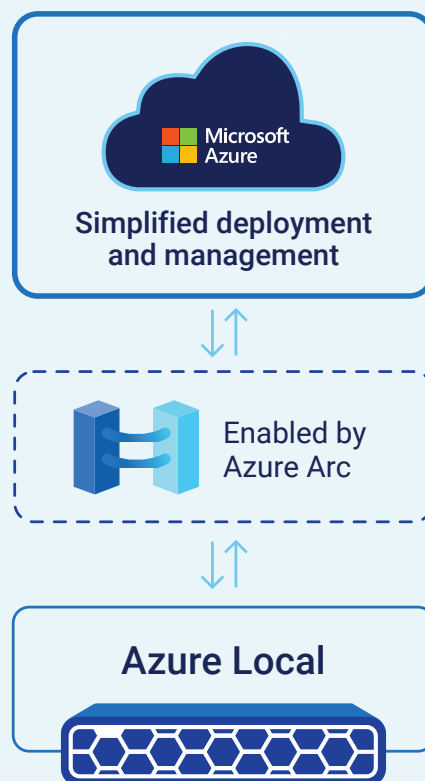 Microsoft
Azure
Simplified deployment
and management
Enabled by
Azure Arc
Azure Local